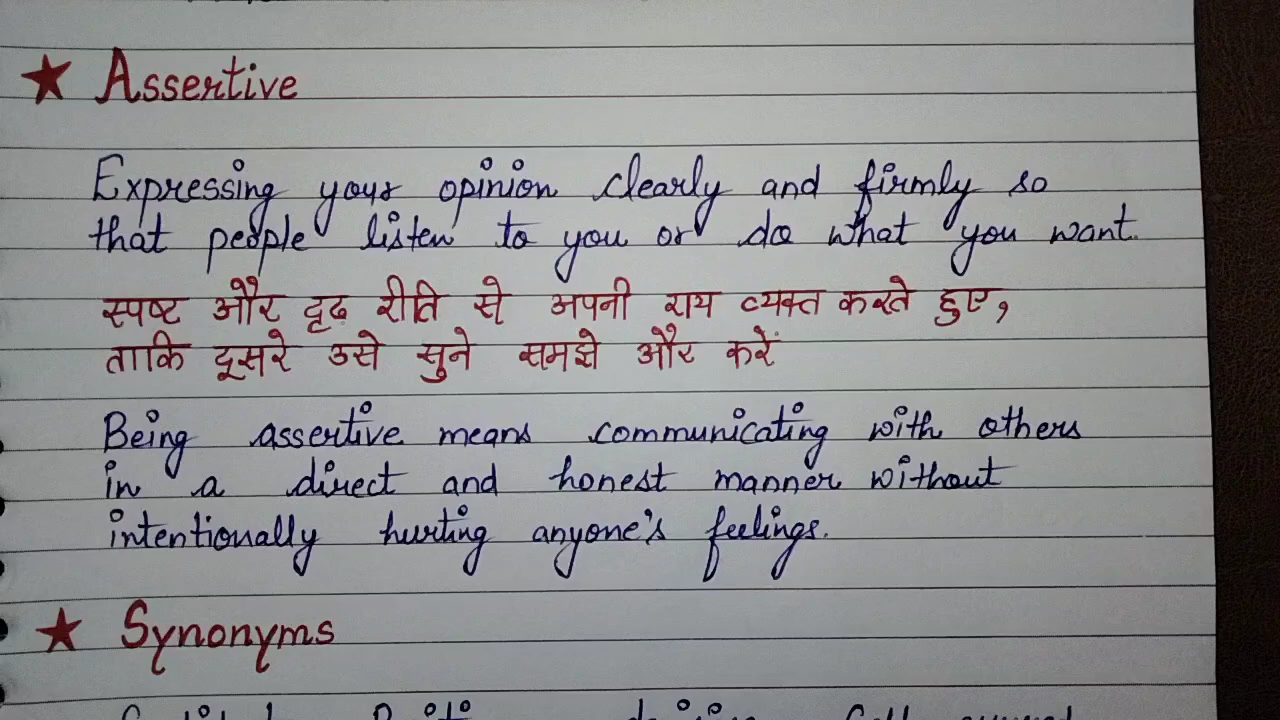 ★ Assertive
Expressing your opinion clearly and firmly so
that people listen to you or do what you want.
स्पष्ट और दृढ़ रीति से अपनी राय व्यक्त करते हुए,
ताकि दूसरे उसे सुने समझे और करें
Being assertive means communicating with others
in a direct and honest manner without
intentionally hurting anyone's feelings.
★ Synonyms